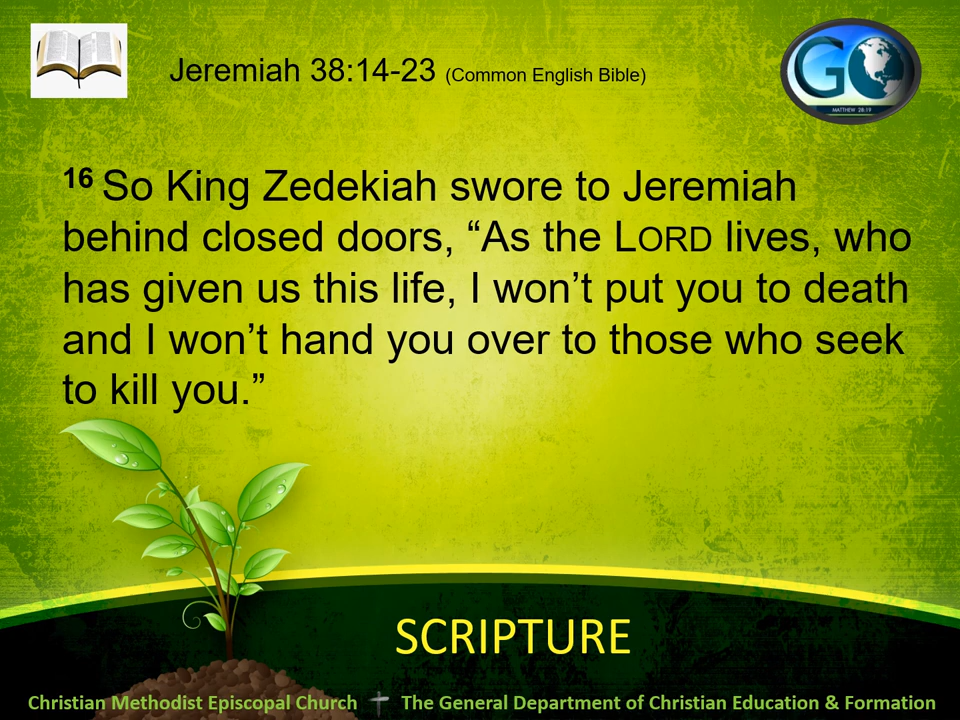 Jeremiah 38:14-23 (Common English Bible)
GO
MATTHEW 28:19
16 So King Zedekiah swore to Jeremiah
behind closed doors, “As the LORD lives, who
has given us this life, I won’t put you to death
and I won’t hand you over to those who seek
to kill you.”
SCRIPTURE
Christian Methodist Episcopal Church The General Department of Christian Education & Formation